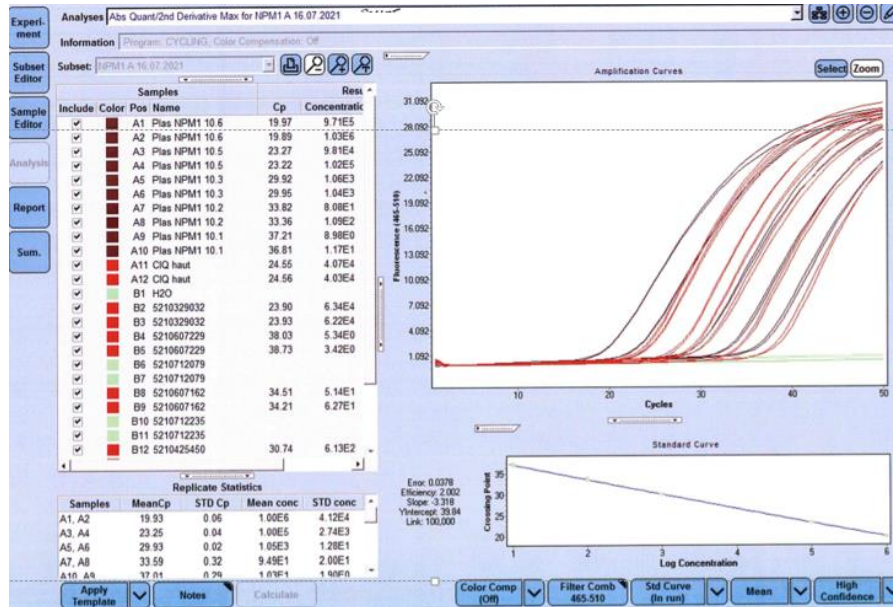 Experi-
ment
Subset
Editor
Sample
Editor
Analysis
Report
Sum.
Analyses Abs Quant/2nd Derivative Max for NPM1 A 16.07.2021
Information Program: CYCLING, Color Compensation: Off
Subset: NPM1 A 16.07.2021
Samples Resu
Include Color Pos Name Cp Concentratic
A1 Plas NPM1 10.6 19.97 9.71E5
A2 Plas NPM1 10.6 19.89 1.03E6
A3 Plas NPM1 10.5 23.27 9.81E4
A4 Plas NPM1 10.5 23.22 1.02E5
A5 Plas NPM1 10.3 29.92 1.06E3
A6 Plas NPM1 10.3 29.95 1.04E3
A7 Plas NPM1 10.2 33.82 8.08E1
A8 Plas NPM1 10.2 33.36 1.09E2
A9 Plas NPM1 10.1 37.21 8.98E0
A10 Plas NPM1 10.1 36.81 1.17E1
A11 CIQ haut 24.55 4.07E4
A12 CIQ haut 24.56 4.03E4
B1 H2O
B2 5210329032 23.90 6.34E4
B3 5210329032 23.93 6.22E4
B4 5210607229 38.03 5.34E0
B5 5210607229 38.73 3.42E0
B6 5210712079
B7 5210712079
B8 5210607162 34.51 5.14E1
B9 5210607162 34.21 6.27E1
B10 5210712235
B11 5210712235
B12 5210425450 30.74 6.13E2
Replicate Statistics
Samples MeanCp STD Cp Mean conc STD conc
A1, A2 19.93 0.06 1.00E6 4.12E4
A3, A4 23.25 0.04 1.00E5 2.74E3
A5, A6 29.93 0.02 1.05E3 1.28E1
A7, A8 33.59 0.32 9.49E1 2.00E1
A10, A9 37.01 0.29 1.03E1 1.90E0
Apply
Template
Notes
Calculate
Amplification Curves
Select Zoom
Fluorescence (465-510)
31.092
28.092
25.092
22.092
19.092
16.092
13.092
10.092
7.092
4.092
1.092
10 20 30 40 50
Cycles
Standard Curve
Error: 0.0378
Efficiency: 2.002
Slope: -3.318
YIntercept: 39.84
Link: 100,000
Crossing Point
35
30
25
20
1 2 3 4 5 6
Log Concentration
Color Comp
(Off)
Filter Comb
465-510
Std Curve
(In run)
Mean
High
Confidence